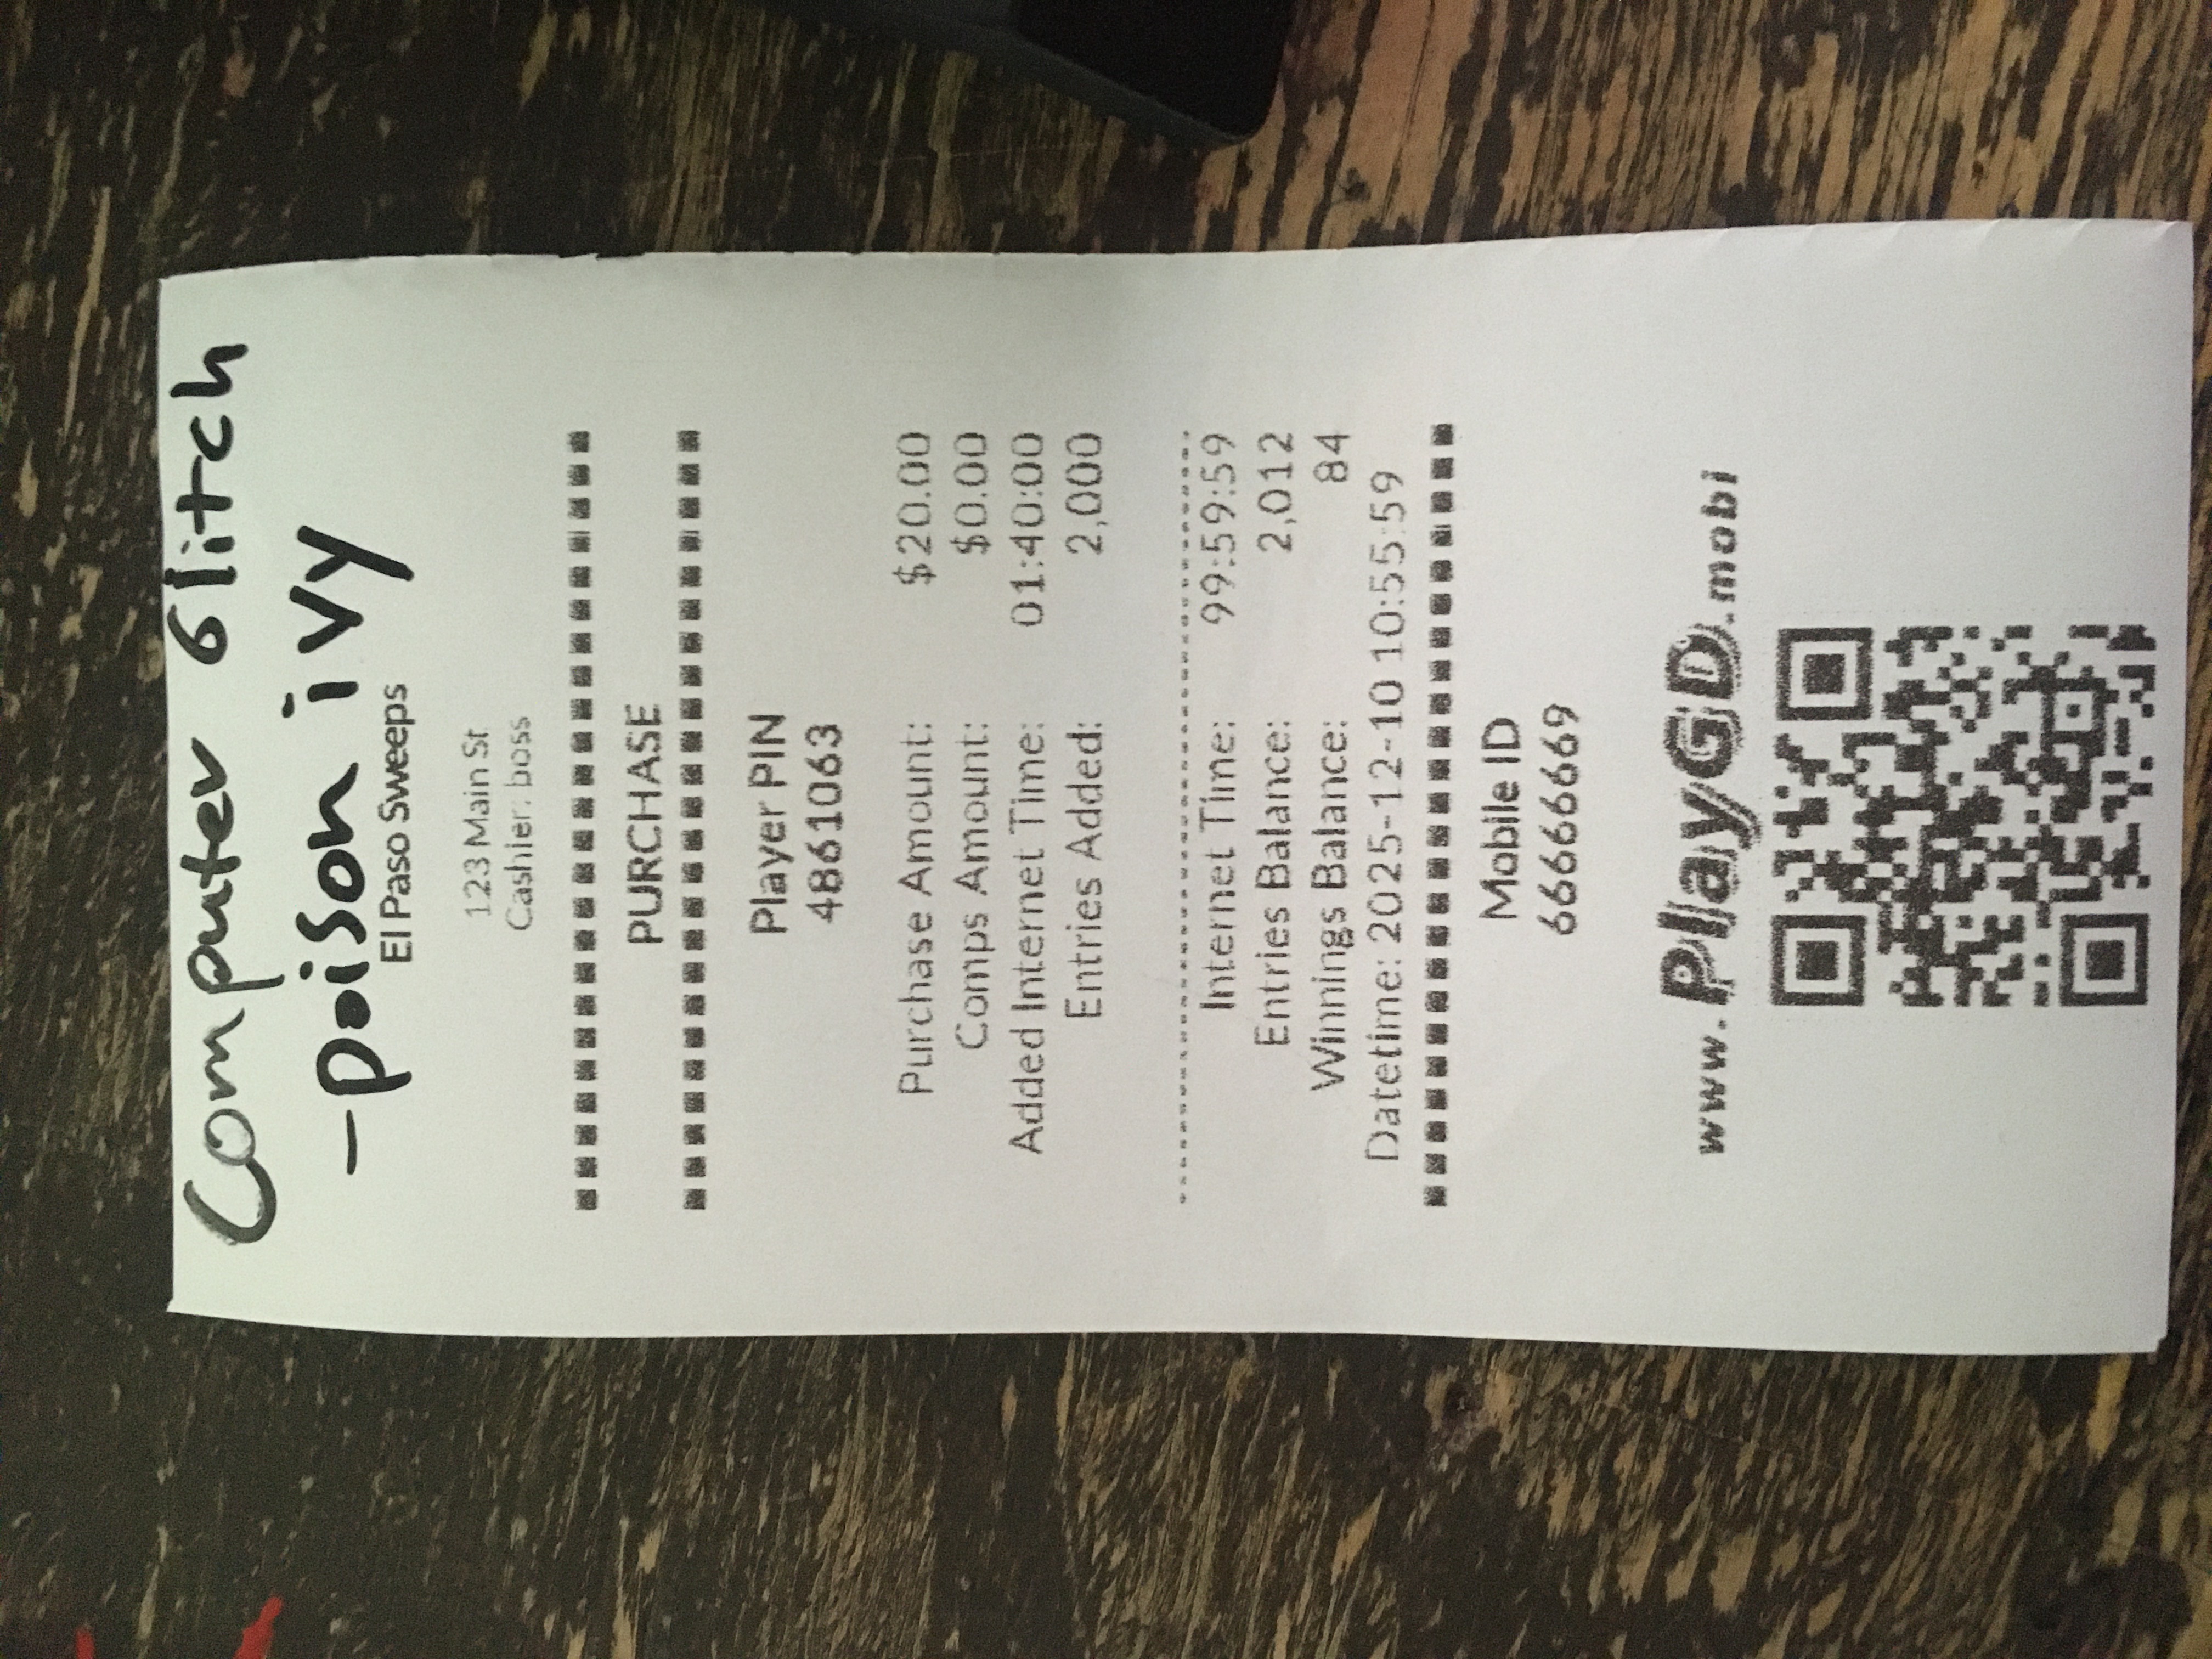 Computer Glitch
-poison ivy
El Paso Sweeps
123 Main St
Cashier: boss
PURCHASE
Player PIN
4861063
Purchase Amount: $20.00
Comps Amount: $0.00
Added Internet Time: 01:40:00
Entries Added: 2,000
Internet Time: 99:59:59
Entries Balance: 2,012
Winnings Balance: 84
Datetime: 2025-12-10 10:55:59
Mobile ID
66666669
www.PlayGD.mobi